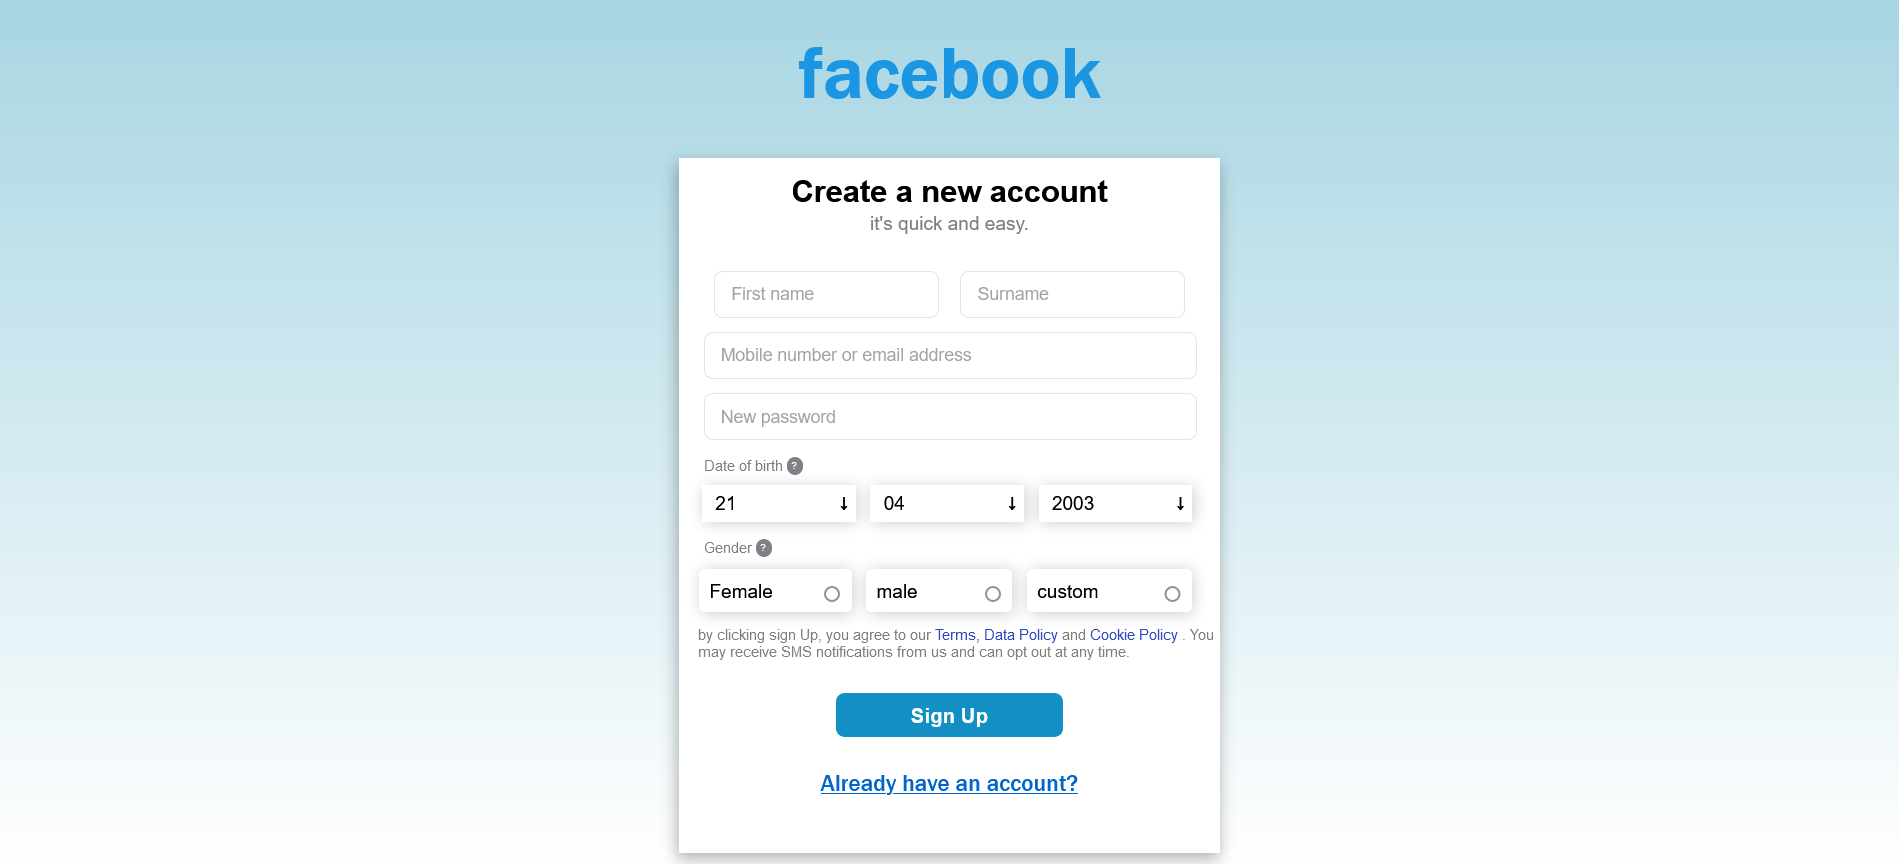 facebook
Create a new account
it's quick and easy.
First name Surname
Mobile number or email address
New password
Date of birth ?
21 04 2003
Gender ?
Female male custom
by clicking sign Up, you agree to our Terms, Data Policy and Cookie Policy . You
may receive SMS notifications from us and can opt out at any time.
Sign Up
Already have an account?